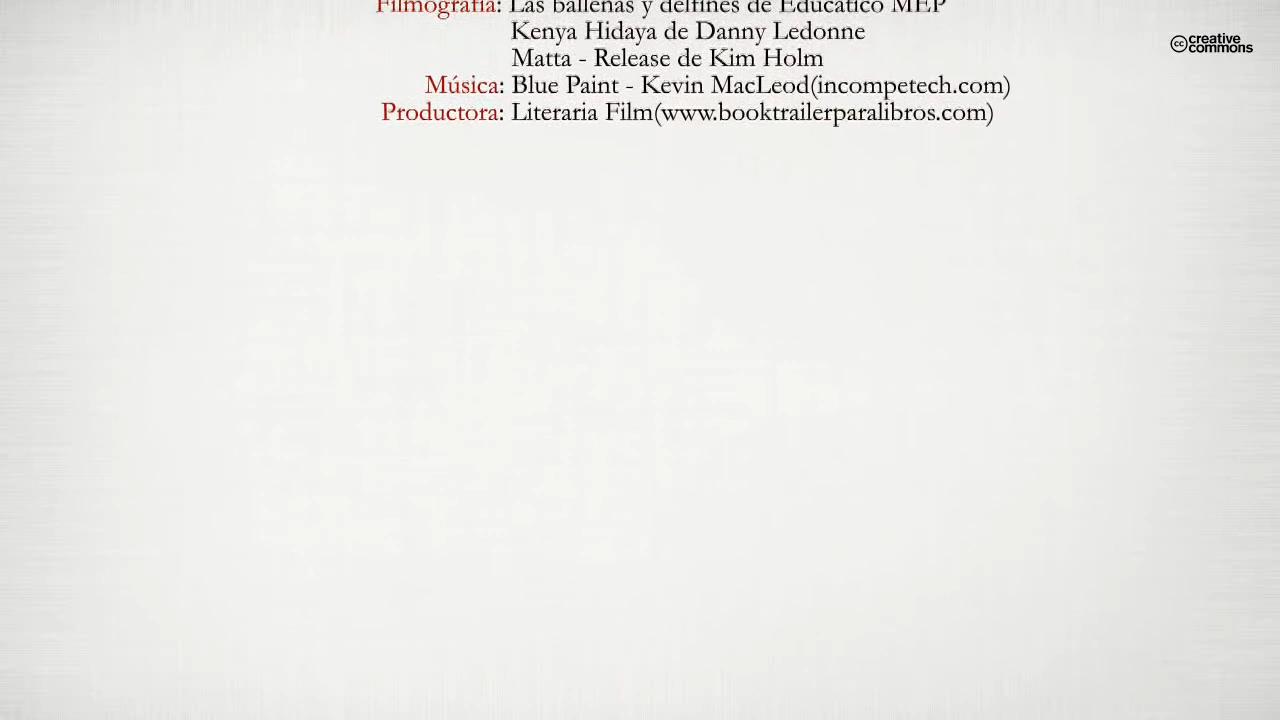 Filmografía: Las ballenas y delfines de Educatico MEP
Kenya Hidaya de Danny Ledonne
Matta - Release de Kim Holm
Música: Blue Paint - Kevin MacLeod(incompetech.com)
Productora: Literaria Film(www.booktrailerparalibros.com)
cc creative commons